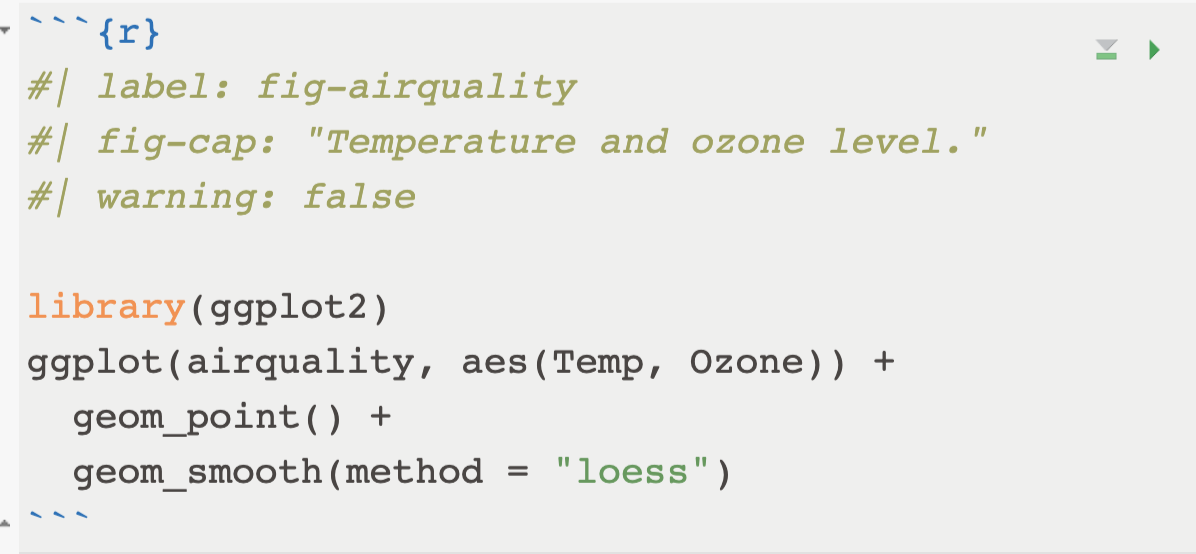 ```{r}
#| label: fig-airquality
#| fig-cap: "Temperature and ozone level."
#| warning: false

library(ggplot2)
ggplot(airquality, aes(Temp, Ozone)) +
  geom_point() +
  geom_smooth(method = "loess")
```